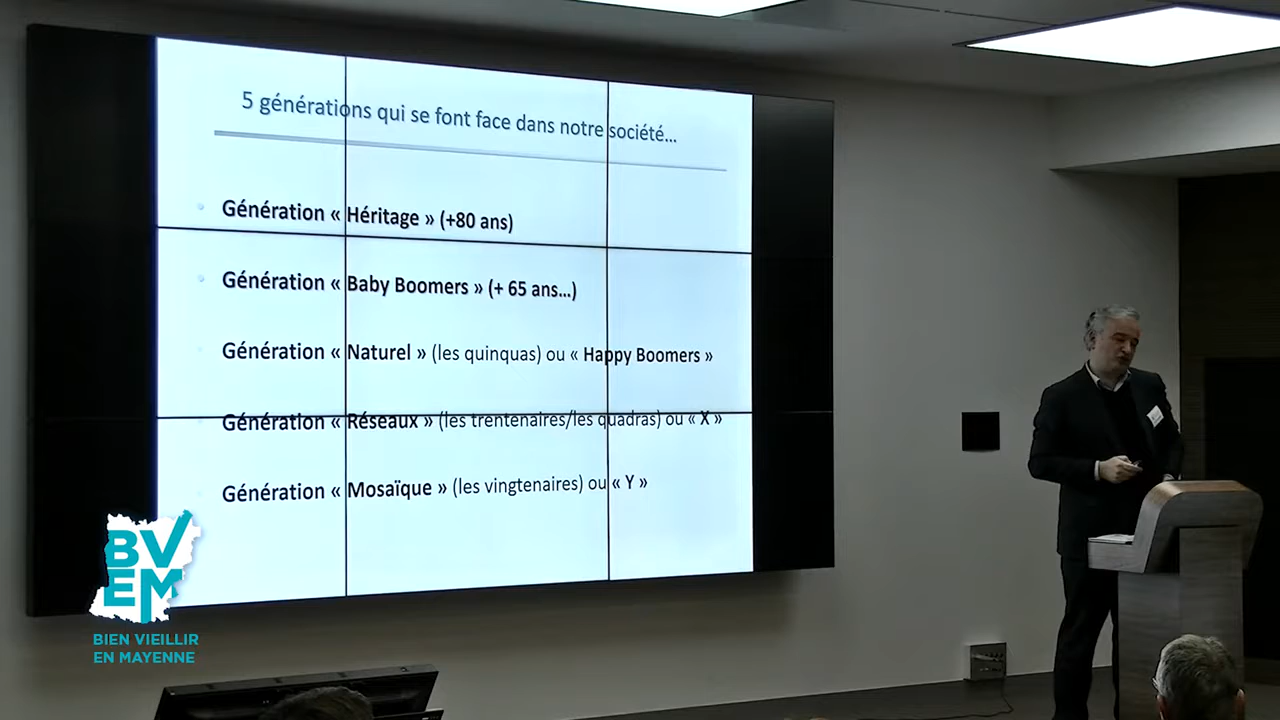 5 générations qui se font face dans notre société...
Génération « Héritage » (+80 ans)
Génération « Baby Boomers » (+ 65 ans...)
Génération « Naturel » (les quinquas) ou « Happy Boomers »
Génération « Réseaux » (les trentenaires/les quadras) ou « X »
Génération « Mosaïque » (les vingtenaires) ou « Y »
BV
EM
BIEN VIEILLIR
EN MAYENNE